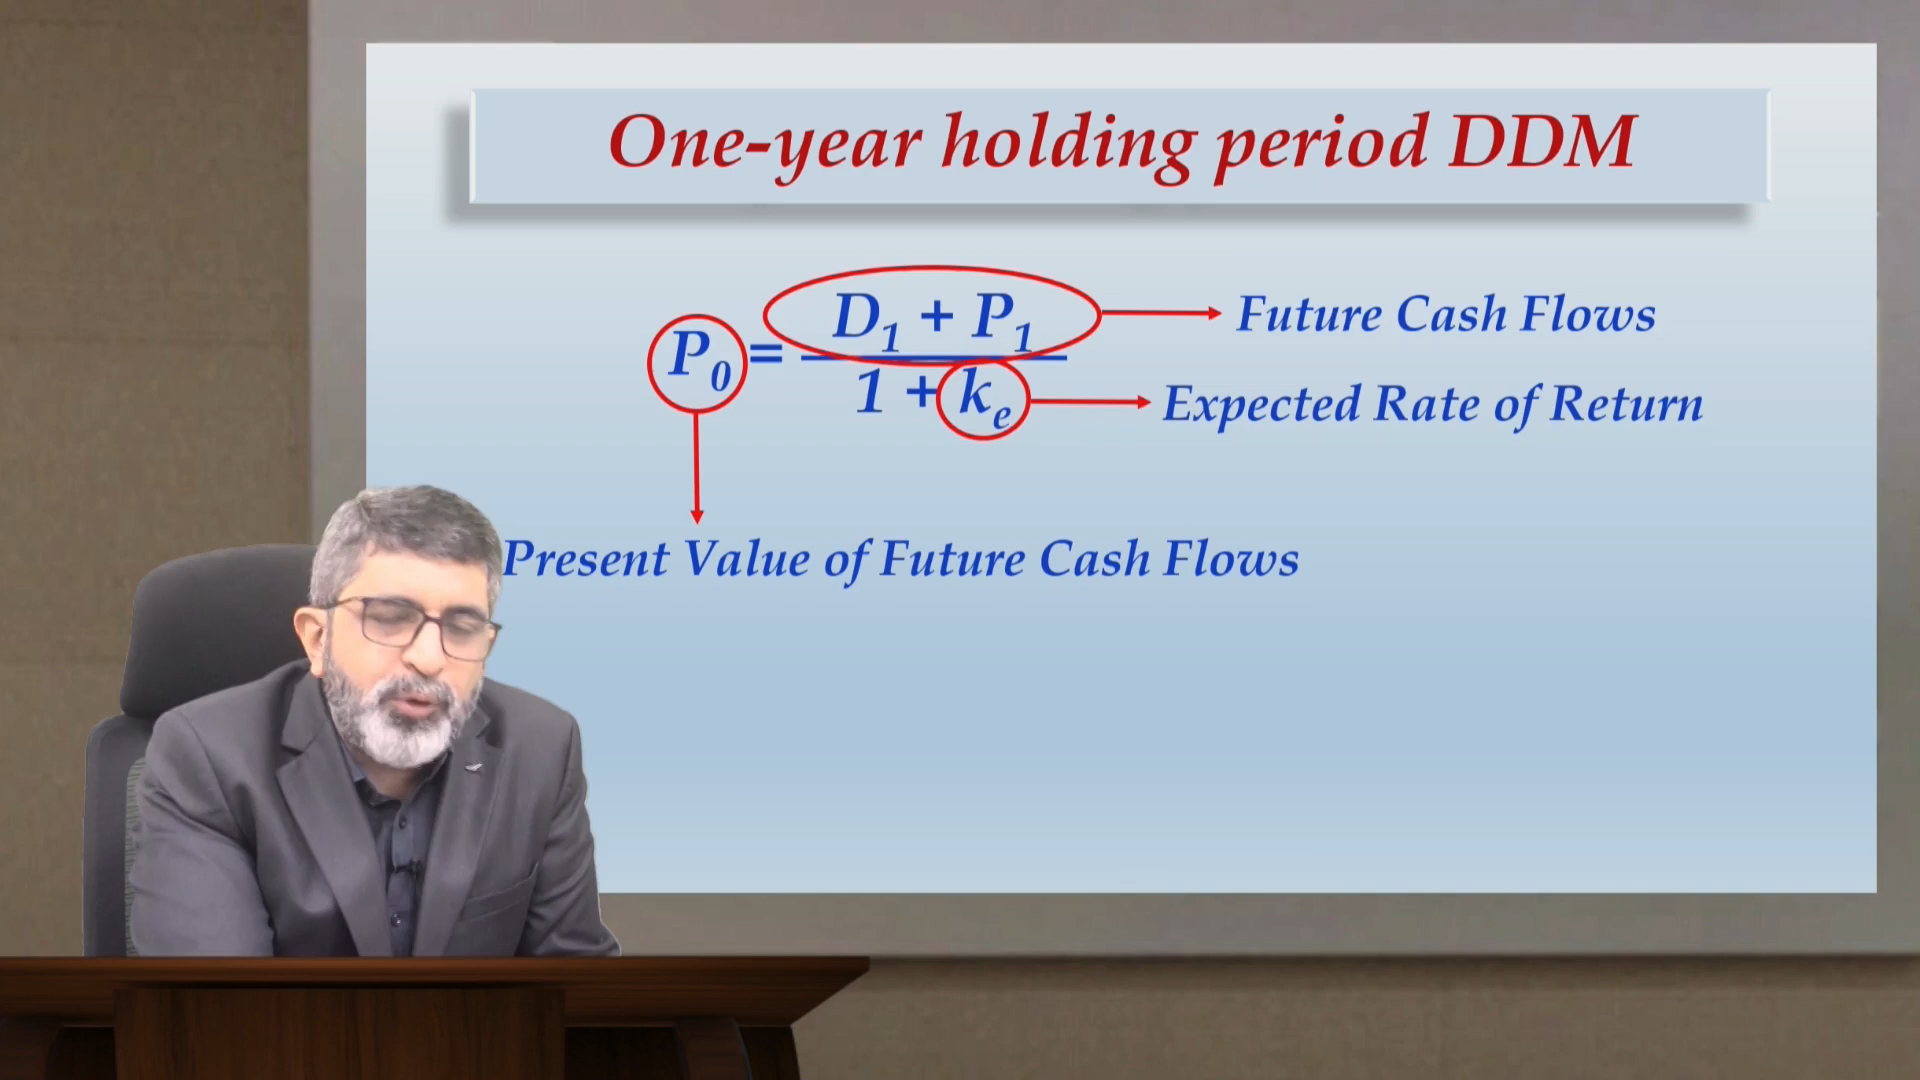 One-year holding period DDM
P₀ = (D₁ + P₁) / (1 + kₑ)
Future Cash Flows
Expected Rate of Return
Present Value of Future Cash Flows